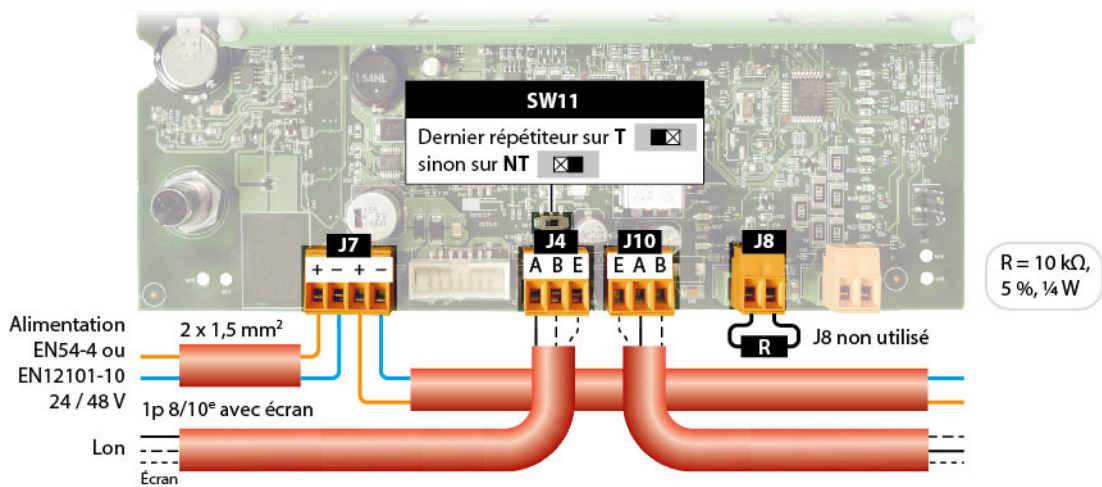 SW11
Dernier répétiteur sur T
sinon sur NT
J7
J4
J10
J8
+ – + –
A B E
E A B
R = 10 kΩ,
5 %, ¼ W
Alimentation
EN54-4 ou
EN12101-10
24 / 48 V
2 x 1,5 mm²
R
J8 non utilisé
1p 8/10e avec écran
Lon
Écran
154NL